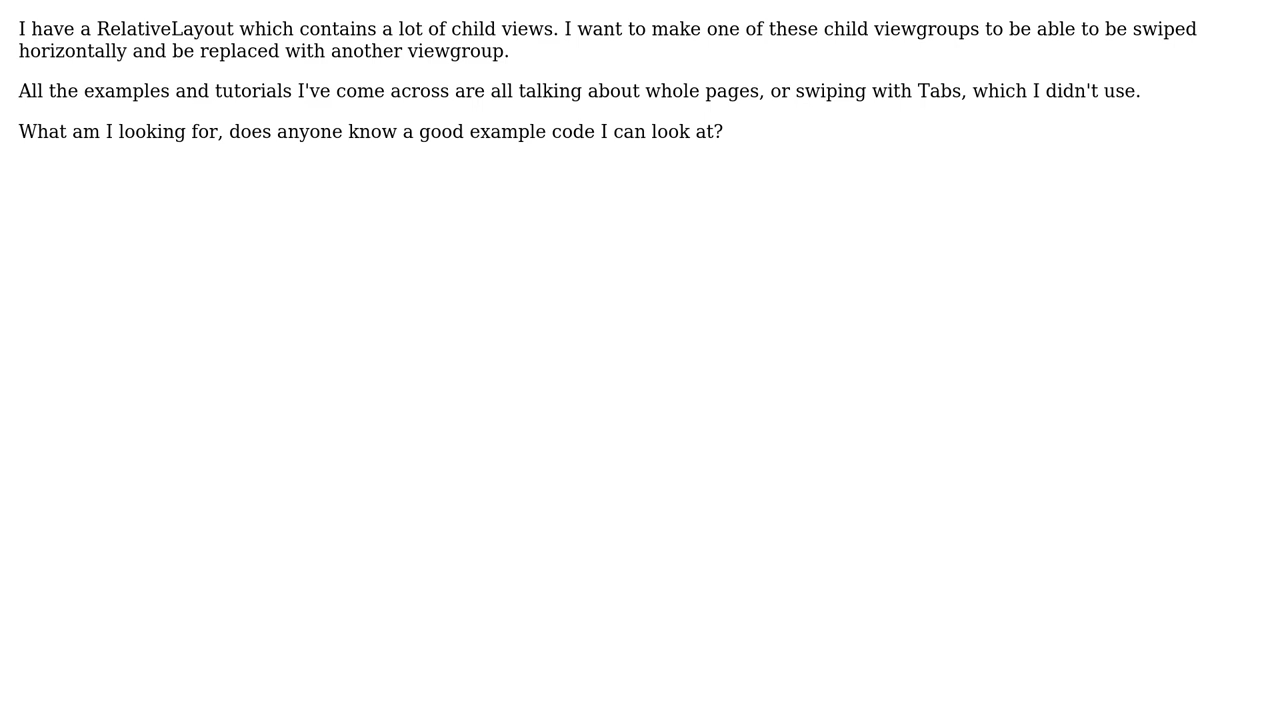 I have a RelativeLayout which contains a lot of child views. I want to make one of these child viewgroups to be able to be swiped
horizontally and be replaced with another viewgroup.
All the examples and tutorials I've come across are all talking about whole pages, or swiping with Tabs, which I didn't use.
What am I looking for, does anyone know a good example code I can look at?